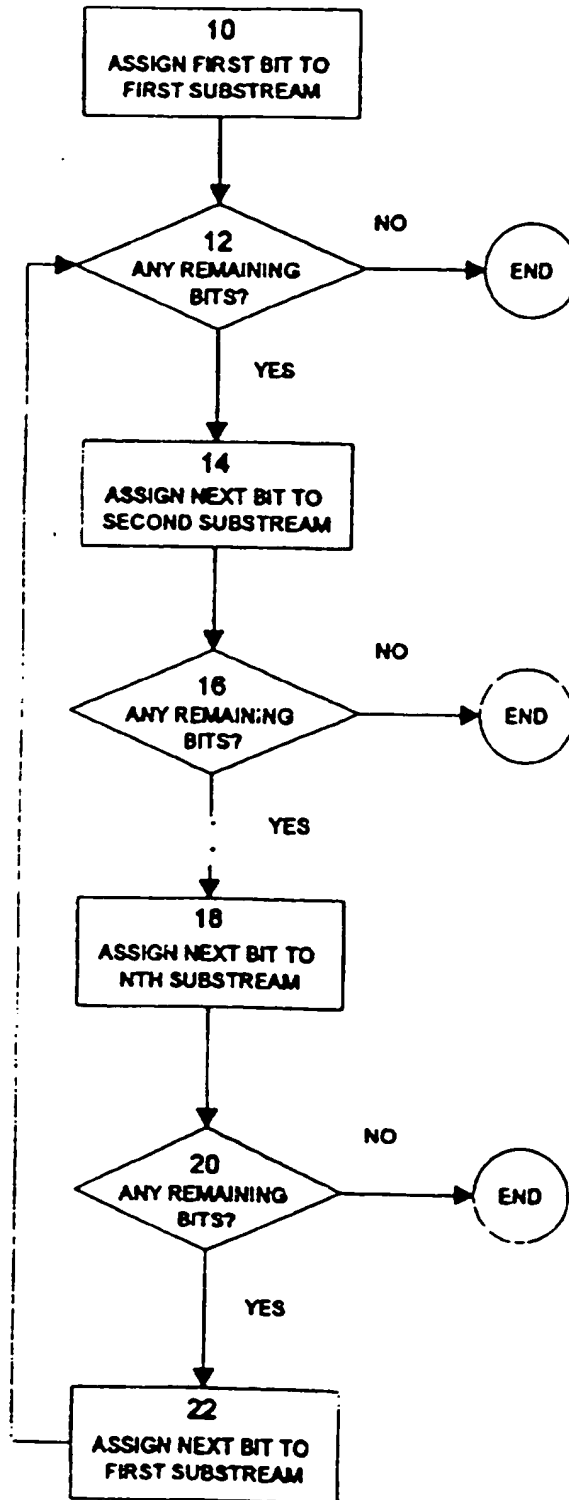 10
ASSIGN FIRST BIT TO
FIRST SUBSTREAM
12
ANY REMAINING
BITS?
NO
END
YES
14
ASSIGN NEXT BIT TO
SECOND SUBSTREAM
16
ANY REMAINING
BITS?
NO
END
YES
18
ASSIGN NEXT BIT TO
NTH SUBSTREAM
20
ANY REMAINING
BITS?
NO
END
YES
22
ASSIGN NEXT BIT TO
FIRST SUBSTREAM